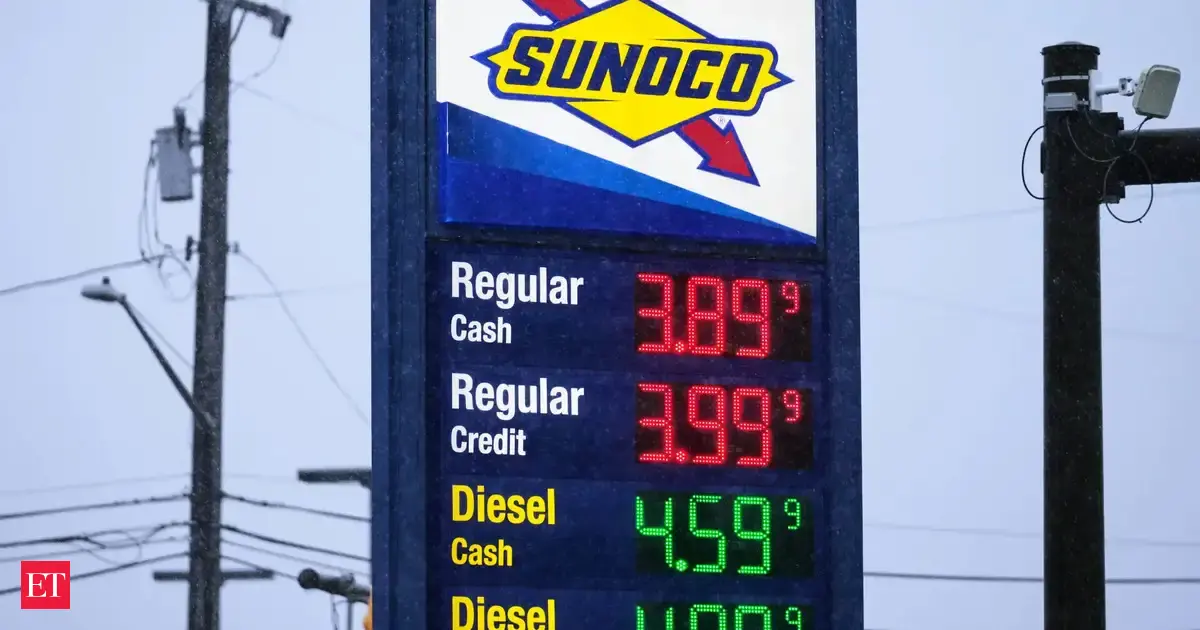 SUNOCO
®
Regular
Cash
3.89 9
Regular
Credit
3.99 9
Diesel
Cash
4.59 9
Diesel
ET